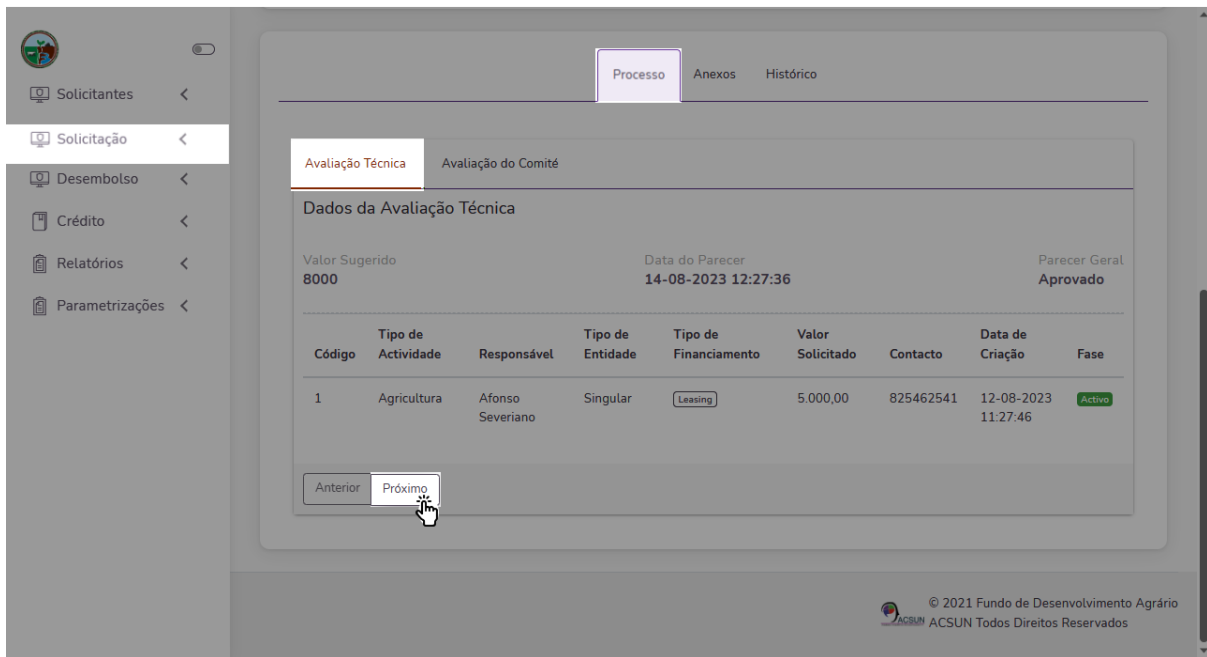 Solicitantes
Solicitação
Desembolso
Crédito
Relatórios
Parametrizações
Processo Anexos Histórico
Avaliação Técnica Avaliação do Comité
Dados da Avaliação Técnica
Valor Sugerido Data do Parecer Parecer Geral
8000 14-08-2023 12:27:36 Aprovado
Código Tipo de Actividade Responsável Tipo de Entidade Tipo de Financiamento Valor Solicitado Contacto Data de Criação Fase
1 Agricultura Afonso Severiano Singular Leasing 5.000,00 825462541 12-08-2023 11:27:46 Activo
Anterior Próximo
© 2021 Fundo de Desenvolvimento Agrário
ACSUN ACSUN Todos Direitos Reservados